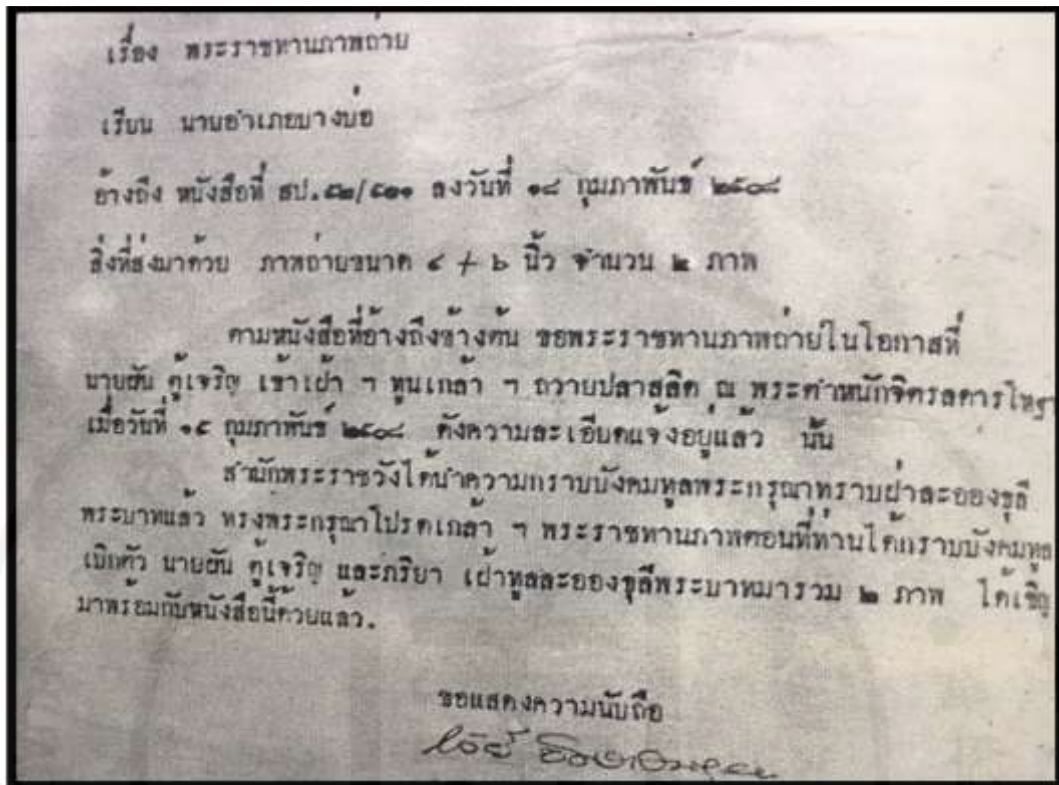 เรื่อง พระราชทานภาพถ่าย
เรียน นายอำเภอบางบ่อ
อ้างถึง หนังสือที่ สป. ลงวันที่ ๑๘ กุมภาพันธ์ ๒๕๐๘
สิ่งที่ส่งมาด้วย ภาพถ่ายขนาด ๔ + ๖ นิ้ว จำนวน ๒ ภาพ
ตามหนังสือที่อ้างถึงข้างต้น ขอพระราชทานภาพถ่ายในโอกาสที่
นายผัน ตู้เจริญ เข้าเฝ้า ฯ ทูนเกล้า ฯ ถวายปลาสลิด ณ พระตำหนักจิตรลดารโหฐ
เมื่อวันที่ ๑๕ กุมภาพันธ์ ๒๕๐๘ ดังความละเอียดแจ้งอยู่แล้ว นั้น
สำนักพระราชวังได้นำความกราบบังคมทูลพระกรุณาทราบฝ่าละอองธุลี
พระบาทแล้ว ทรงพระกรุณาโปรดเกล้า ฯ พระราชทานภาพตอนที่ท่านได้กราบบังคมทูล
เบิกตัว นายผัน ตู้เจริญ และภริยา เฝ้าทูลละอองธุลีพระบาทมารวม ๒ ภาพ ได้เชิญ
มาพร้อมกับหนังสือนี้ด้วยแล้ว.
ขอแสดงความนับถือ